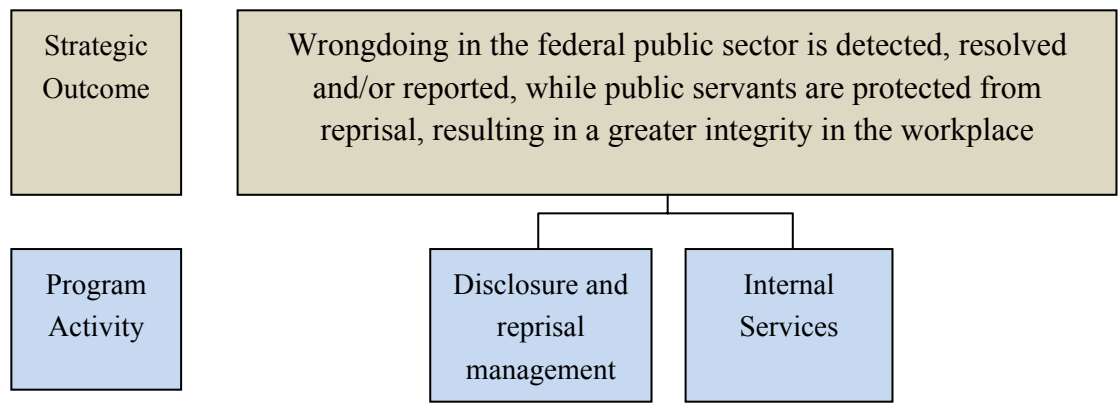 Strategic
Outcome
Wrongdoing in the federal public sector is detected, resolved
and/or reported, while public servants are protected from
reprisal, resulting in a greater integrity in the workplace
Program
Activity
Disclosure and
reprisal
management
Internal
Services